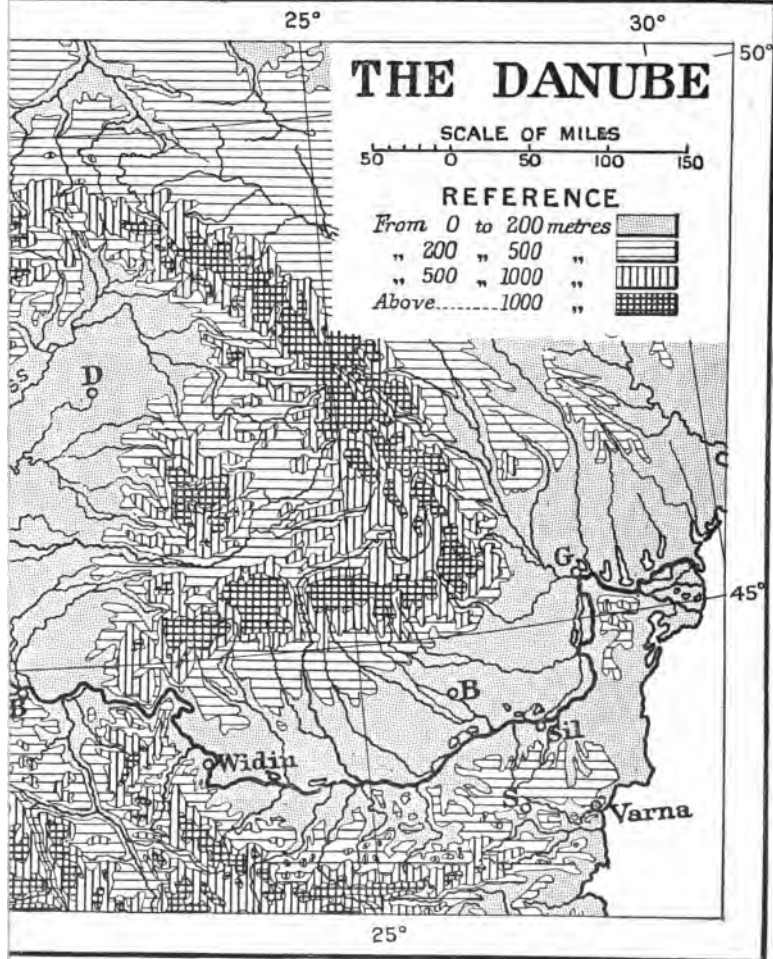 25° 30°
50°
THE DANUBE
SCALE OF MILES
50 0 50 100 150
REFERENCE
From 0 to 200 metres
„ 200 „ 500 „
„ 500 „ 1000 „
Above........1000 „
SS
D
G
45°
B
B
Sil
Widin
S
Varna
25°